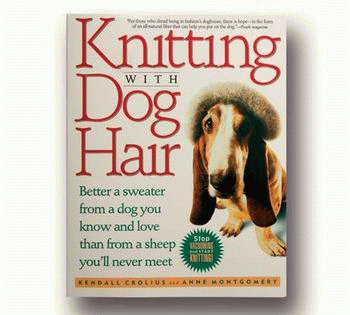 "For those who dread being in fashion's doghouse, there is hope—in the form
of an all-natural fiber that can help you put on the dog." —People magazine
Knitting
WITH
Dog
Hair
Better a sweater
from a dog you
know and love
than from a sheep
you'll never meet
Stop
VACUUMING
and START
KNITTING!
KENDALL CROLIUS and ANNE MONTGOMERY